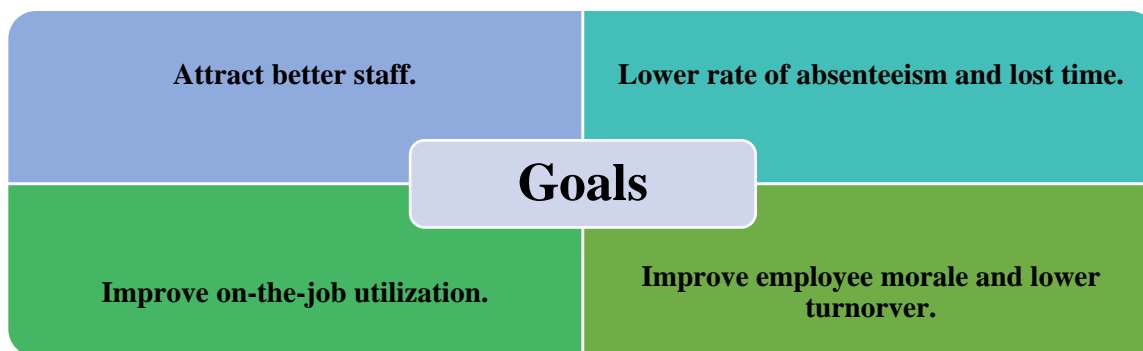 Attract better staff.
Lower rate of absenteeism and lost time.
Goals
Improve on-the-job utilization.
Improve employee morale and lower
turnorver.